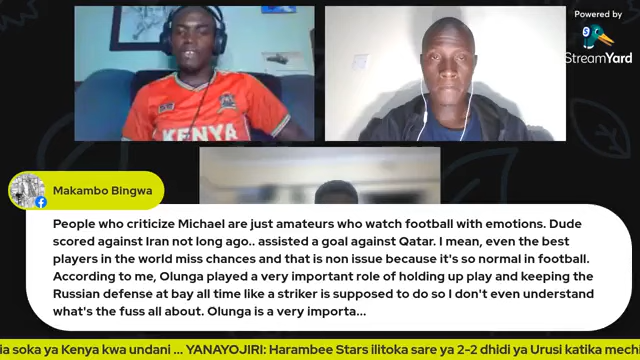 Powered by
StreamYard
KENYA
Makambo Bingwa
People who criticize Michael are just amateurs who watch football with emotions. Dude
scored against Iran not long ago.. assisted a goal against Qatar. I mean, even the best
players in the world miss chances and that is non issue because it's so normal in football.
According to me, Olunga played a very important role of holding up play and keeping the
Russian defense at bay all time like a striker is supposed to do so I don't even understand
what's the fuss all about. Olunga is a very importa...
ia soka ya Kenya kwa undani ... YANAYOJIRI: Harambee Stars ilitoka sare ya 2-2 dhidi ya Urusi katika mech